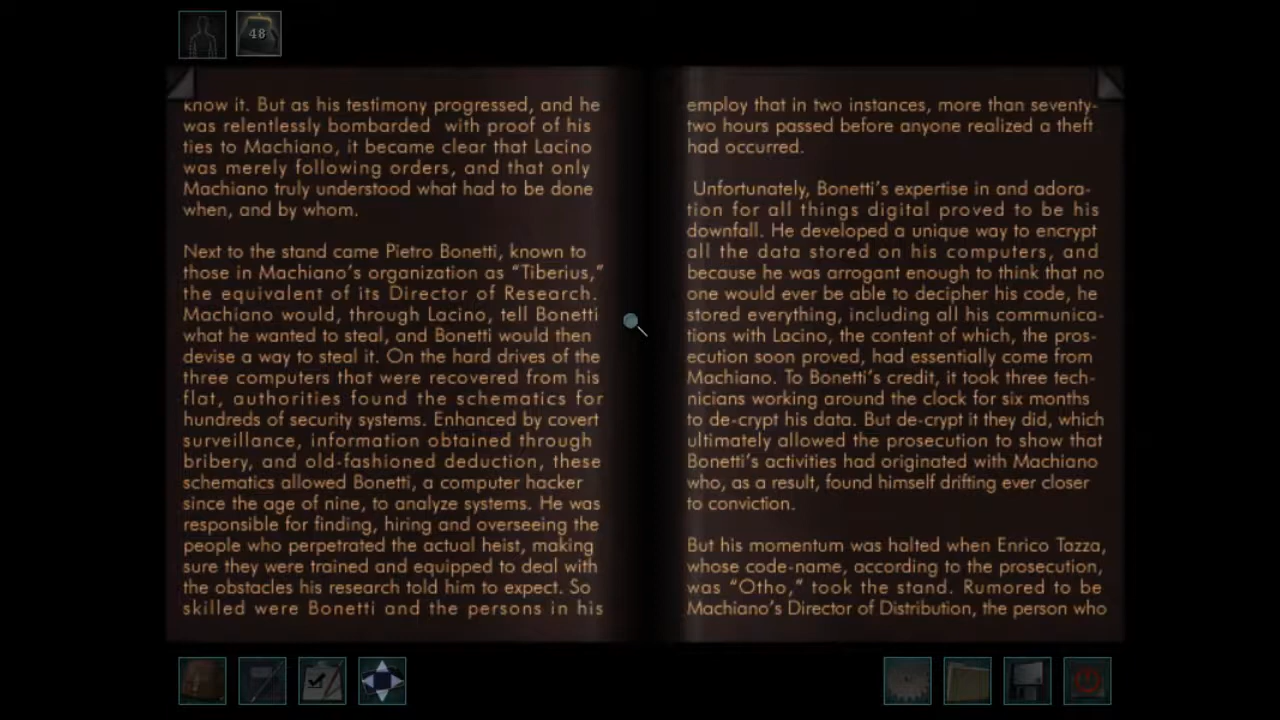 48
know it. But as his testimony progressed, and he
was relentlessly bombarded with proof of his
ties to Machiano, it became clear that Lacino
was merely following orders, and that only
Machiano truly understood what had to be done
when, and by whom.
Next to the stand came Pietro Bonetti, known to
those in Machiano's organization as “Tiberius,”
the equivalent of its Director of Research.
Machiano would, through Lacino, tell Bonetti
what he wanted to steal, and Bonetti would then
devise a way to steal it. On the hard drives of the
three computers that were recovered from his
flat, authorities found the schematics for
hundreds of security systems. Enhanced by covert
surveillance, information obtained through
bribery, and old-fashioned deduction, these
schematics allowed Bonetti, a computer hacker
since the age of nine, to analyze systems. He was
responsible for finding, hiring and overseeing the
people who perpetrated the actual heist, making
sure they were trained and equipped to deal with
the obstacles his research told him to expect. So
skilled were Bonetti and the persons in his
employ that in two instances, more than seventy-
two hours passed before anyone realized a theft
had occurred.
Unfortunately, Bonetti's expertise in and adora-
tion for all things digital proved to be his
downfall. He developed a unique way to encrypt
all the data stored on his computers, and
because he was arrogant enough to think that no
one would ever be able to decipher his code, he
stored everything, including all his communica-
tions with Lacino, the content of which, the pros-
ecution soon proved, had essentially come from
Machiano. To Bonetti's credit, it took three tech-
nicians working around the clock for six months
to de-crypt his data. But de-crypt it they did, which
ultimately allowed the prosecution to show that
Bonetti's activities had originated with Machiano
who, as a result, found himself drifting ever closer
to conviction.
But his momentum was halted when Enrico Tazza,
whose code-name, according to the prosecution,
was “Otho,” took the stand. Rumored to be
Machiano's Director of Distribution, the person who